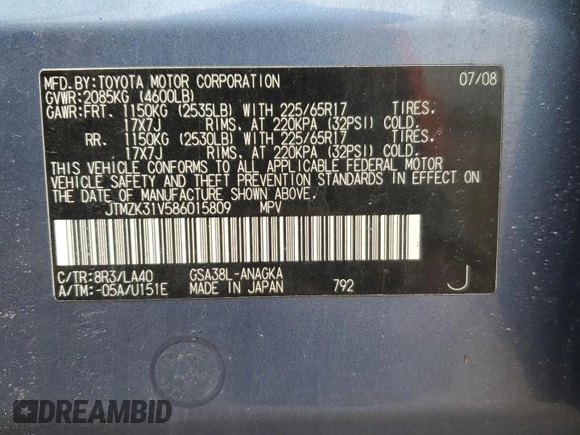 MFD.BY:TOYOTA MOTOR CORPORATION 07/08
GVWR:2085KG (4600LB)
GAWR:FRT. 1150KG (2535LB) WITH 225/65R17 TIRES.
17X7J RIMS. AT 220KPA (32PSI) COLD.
RR. 1150KG (2530LB) WITH 225/65R17 TIRES.
17X7J RIMS. AT 220KPA (32PSI) COLD.
THIS VEHICLE CONFORMS TO ALL APPLICABLE FEDERAL MOTOR
VEHICLE SAFETY AND THEFT PREVENTION STANDARDS IN EFFECT ON
THE DATE OF MANUFACTURE SHOWN ABOVE.
JTMZK31V586015809 MPV
C/TR:8R3/LA40 GSA38L-ANAGKA
A/TM:-05A/U151E MADE IN JAPAN 792 J
DREAMBID